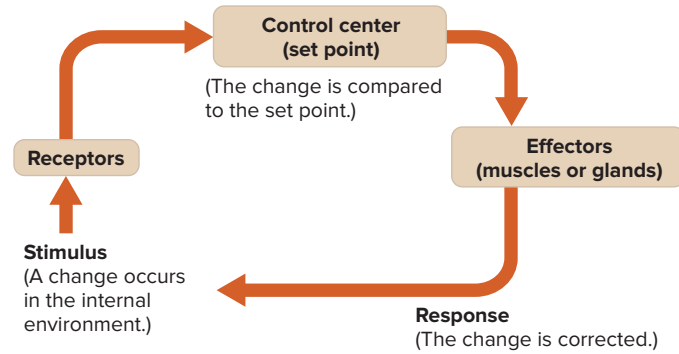 Control center
(set point)
(The change is compared
to the set point.)
Effectors
(muscles or glands)
Receptors
Stimulus
(A change occurs
in the internal
environment.)
Response
(The change is corrected.)